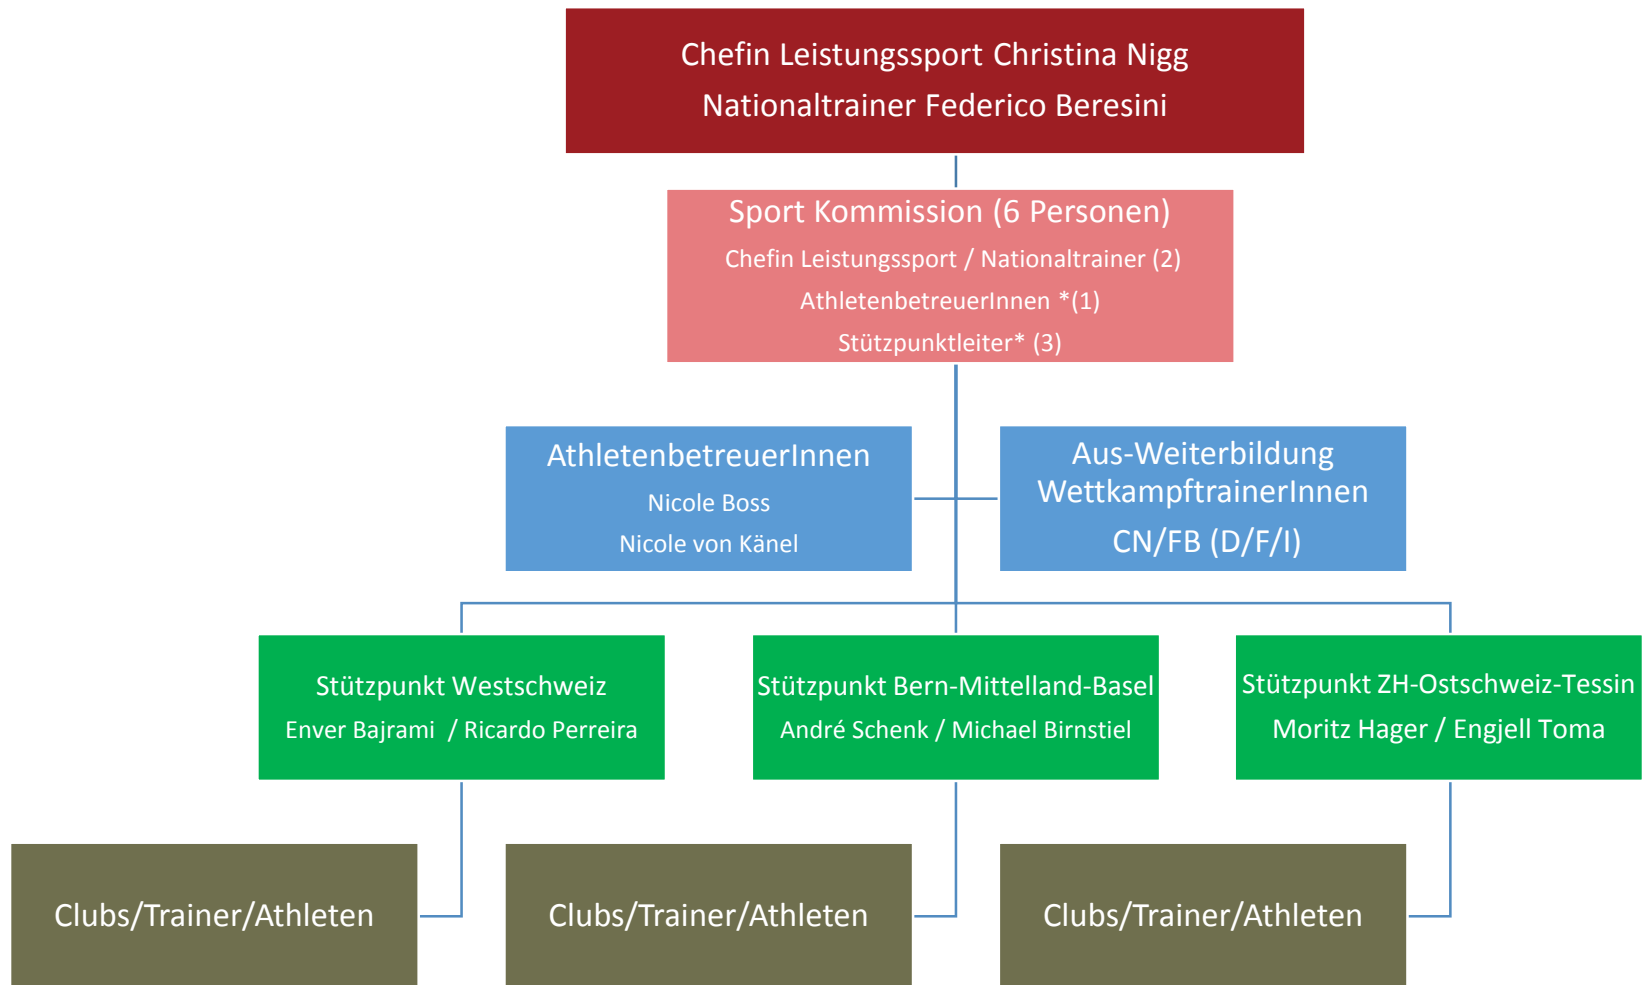 Chefin Leistungssport Christina Nigg
Nationaltrainer Federico Beresini
Sport Kommission (6 Personen)
Chefin Leistungssport / Nationaltrainer (2)
AthletenbetreuerInnen *(1)
Stützpunktleiter* (3)
AthletenbetreuerInnen
Nicole Boss
Nicole von Känel
Aus-Weiterbildung
WettkampftrainerInnen
CN/FB (D/F/I)
Stützpunkt Westschweiz
Enver Bajrami / Ricardo Perreira
Stützpunkt Bern-Mittelland-Basel
André Schenk / Michael Birnstiel
Stützpunkt ZH-Ostschweiz-Tessin
Moritz Hager / Engjell Toma
Clubs/Trainer/Athleten
Clubs/Trainer/Athleten
Clubs/Trainer/Athleten